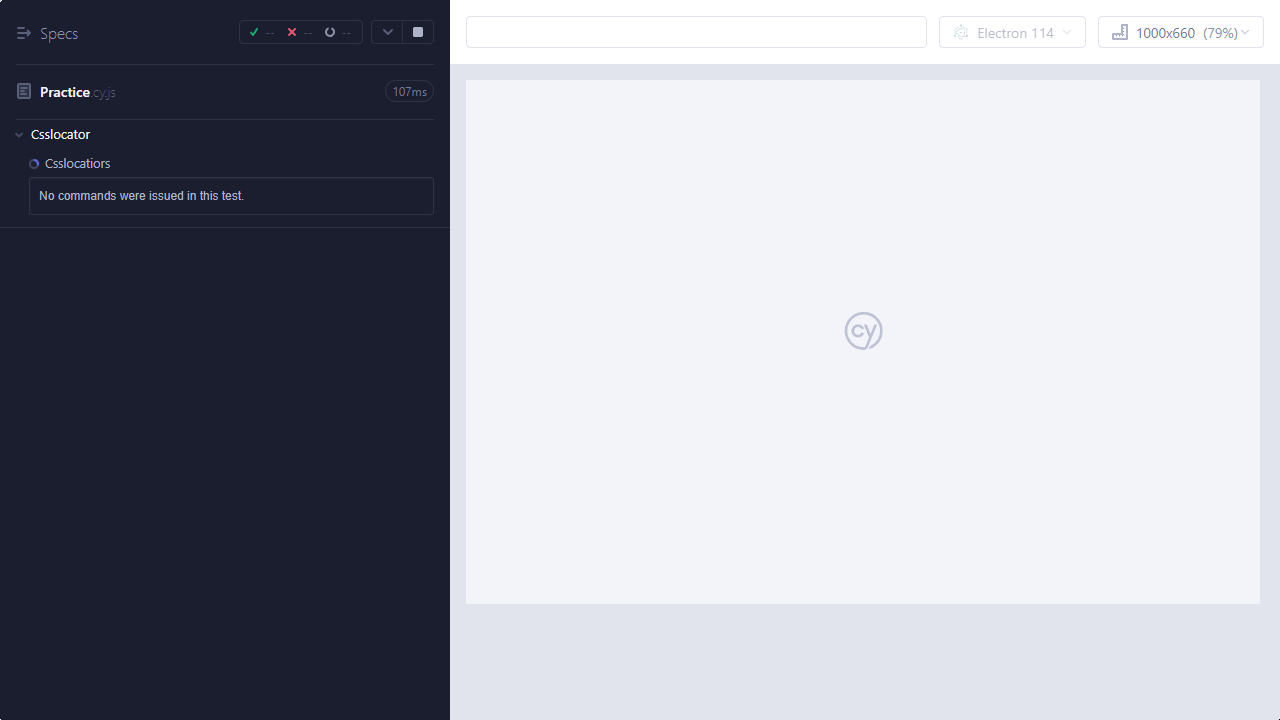 Specs
-- -- --
Electron 114
1000x660 (79%)
Practice.cy.js
107ms
Csslocator
Csslocatiors
No commands were issued in this test.
cy